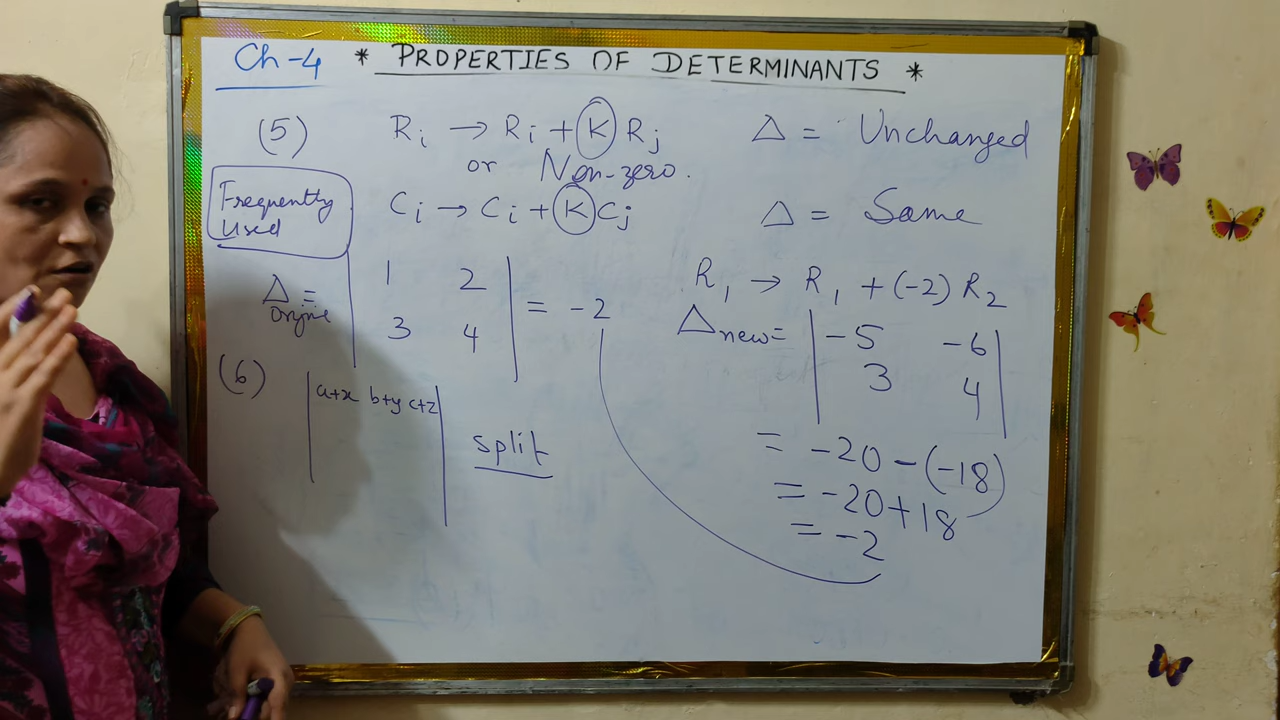 Ch-4 * PROPERTIES OF DETERMINANTS *
(5) Ri → Ri + K Rj Δ = Unchanged
or Non-zero.
Frequently Used
Ci → Ci + K Cj Δ = Same
Δ = | 1 2 | = -2
| 3 4 |
R1 → R1 + (-2) R2
Δnew = | -5 -6 |
| 3 4 |
= -20 - (-18)
= -20 + 18
= -2
(6) | a+x b+y c+z |
split